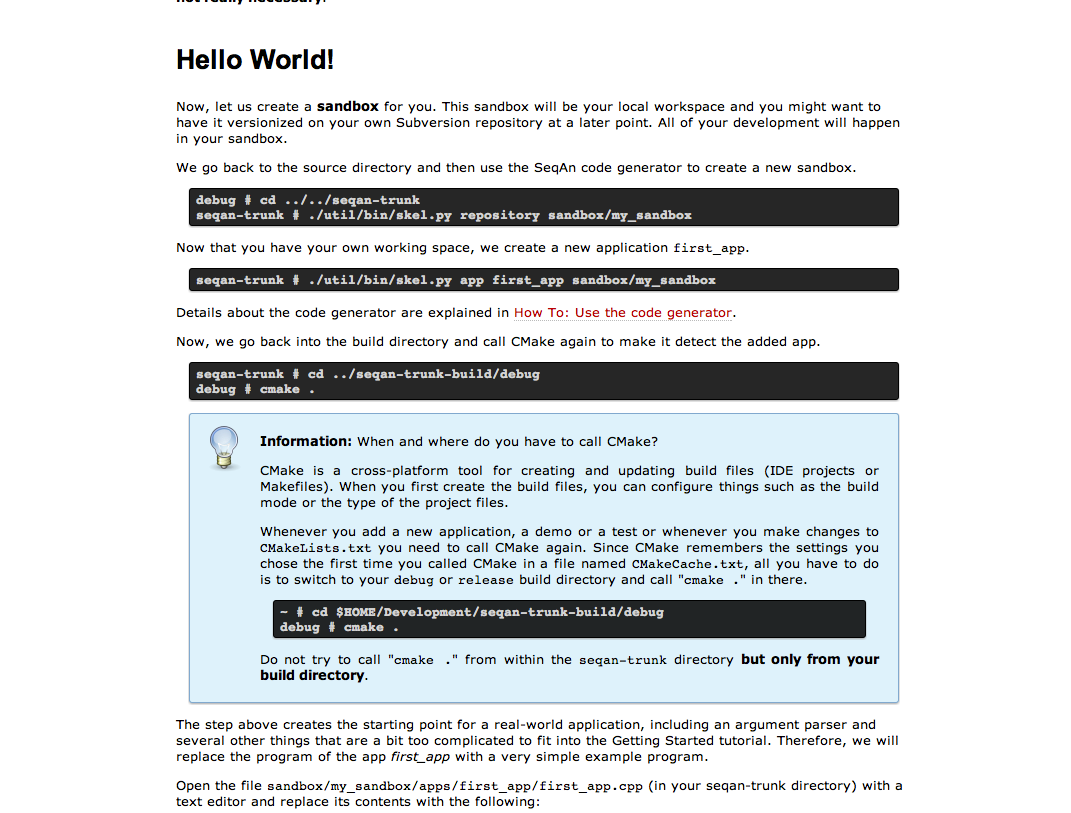 not really necessary!
Hello World!
Now, let us create a sandbox for you. This sandbox will be your local workspace and you might want to
have it versionized on your own Subversion repository at a later point. All of your development will happen
in your sandbox.
We go back to the source directory and then use the SeqAn code generator to create a new sandbox.
debug # cd ../../seqan-trunk
seqan-trunk # ./util/bin/skel.py repository sandbox/my_sandbox
Now that you have your own working space, we create a new application first_app.
seqan-trunk # ./util/bin/skel.py app first_app sandbox/my_sandbox
Details about the code generator are explained in How To: Use the code generator.
Now, we go back into the build directory and call CMake again to make it detect the added app.
seqan-trunk # cd ../seqan-trunk-build/debug
debug # cmake .
Information: When and where do you have to call CMake?
CMake is a cross-platform tool for creating and updating build files (IDE projects or
Makefiles). When you first create the build files, you can configure things such as the build
mode or the type of the project files.
Whenever you add a new application, a demo or a test or whenever you make changes to
CMakeLists.txt you need to call CMake again. Since CMake remembers the settings you
chose the first time you called CMake in a file named CMakeCache.txt, all you have to do
is to switch to your debug or release build directory and call "cmake ." in there.
~ # cd $HOME/Development/seqan-trunk-build/debug
debug # cmake .
Do not try to call "cmake ." from within the seqan-trunk directory but only from your
build directory.
The step above creates the starting point for a real-world application, including an argument parser and
several other things that are a bit too complicated to fit into the Getting Started tutorial. Therefore, we will
replace the program of the app first_app with a very simple example program.
Open the file sandbox/my_sandbox/apps/first_app/first_app.cpp (in your seqan-trunk directory) with a
text editor and replace its contents with the following: